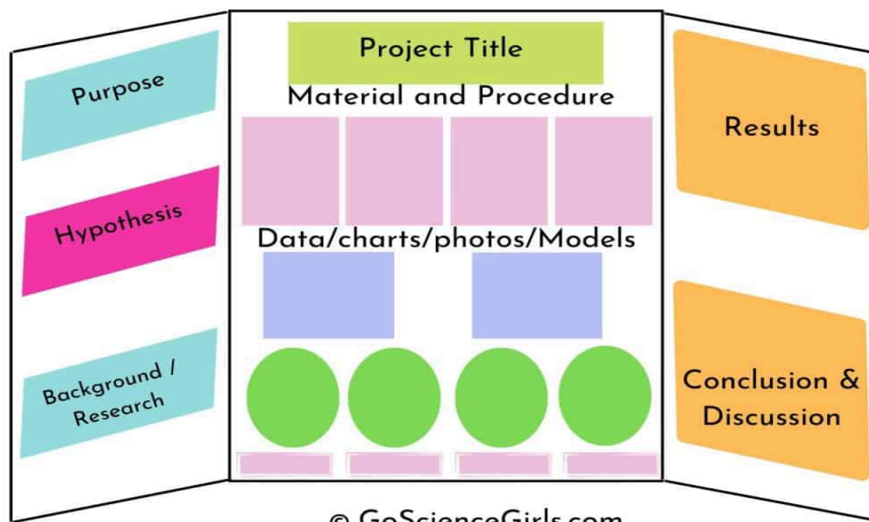 Purpose
Hypothesis
Background /
Research
Project Title
Material and Procedure
Data/charts/photos/Models
Results
Conclusion &
Discussion
© GoScienceGirls.com